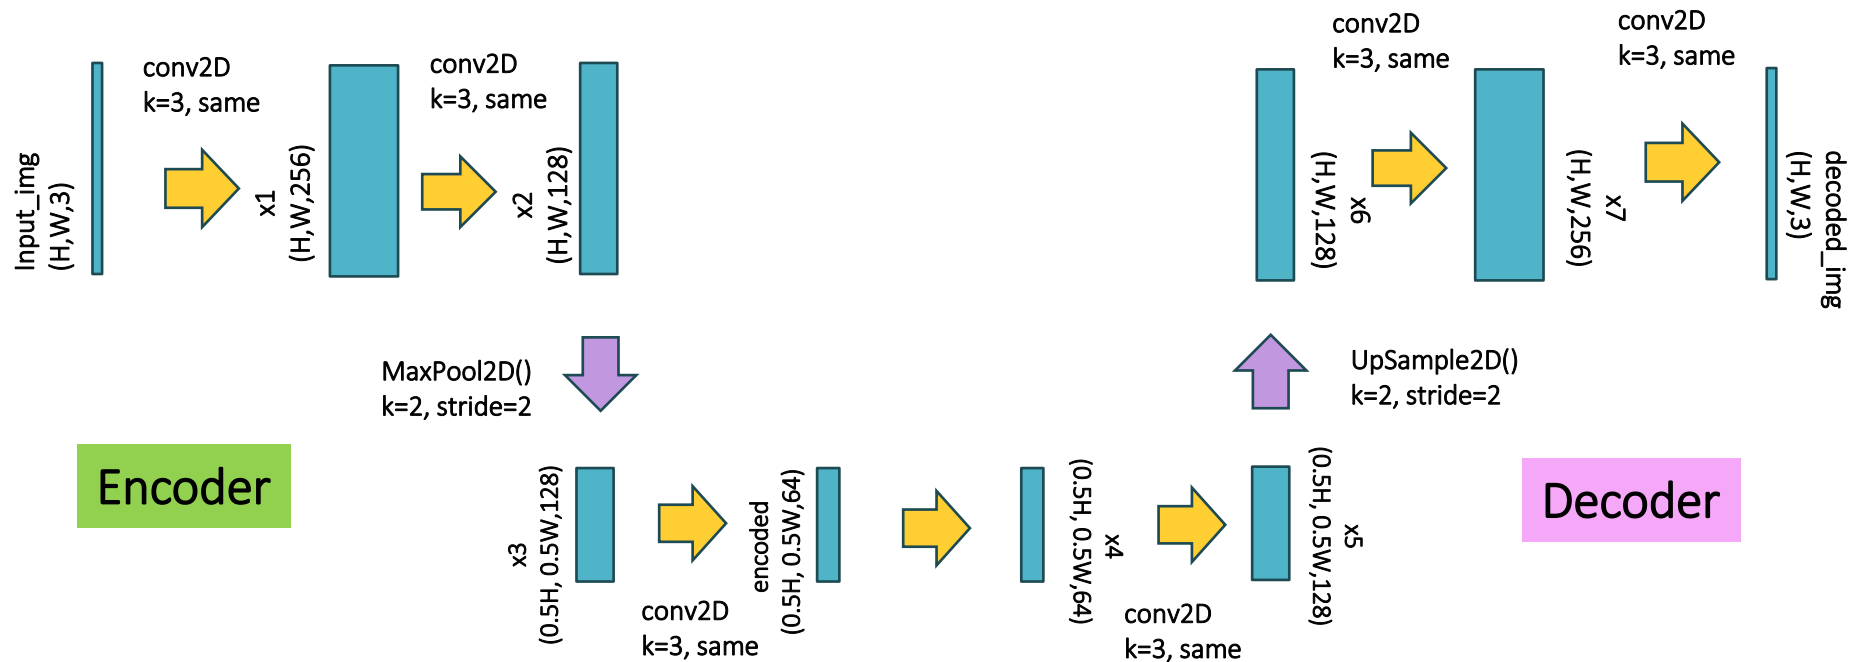 Input_img
(H,W,3)
conv2D
k=3, same
x1
(H,W,256)
conv2D
k=3, same
x2
(H,W,128)
MaxPool2D()
k=2, stride=2
Encoder
x3
(0.5H, 0.5W,128)
conv2D
k=3, same
encoded
(0.5H, 0.5W,64)
(0.5H, 0.5W,64)
x4
conv2D
k=3, same
(0.5H, 0.5W,128)
x5
UpSample2D()
k=2, stride=2
Decoder
(H,W,128)
x6
conv2D
k=3, same
(H,W,256)
x7
conv2D
k=3, same
(H,W,3)
decoded_img